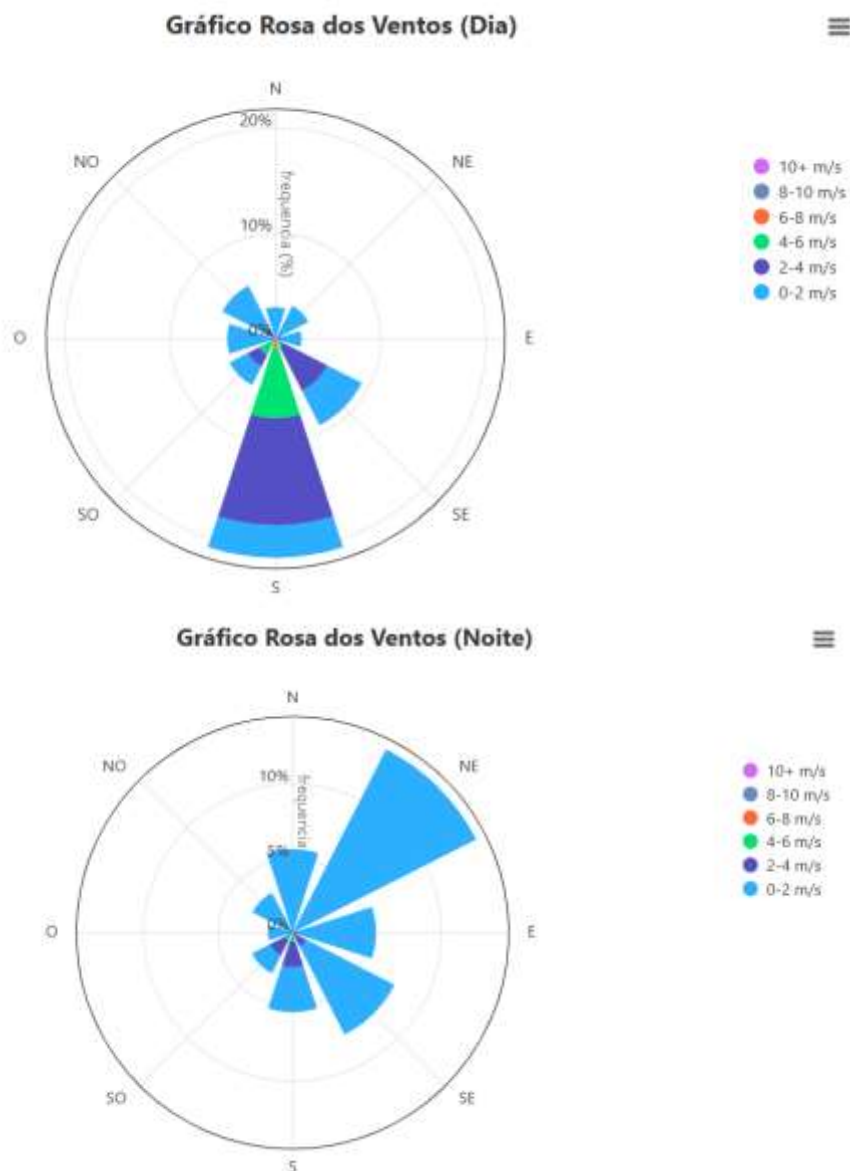 Gráfico Rosa dos Ventos (Dia)
N
20%
NO
NE
frequencia (%)
10%
O
0%
E
SO
SE
S
10+ m/s
8-10 m/s
6-8 m/s
4-6 m/s
2-4 m/s
0-2 m/s
Gráfico Rosa dos Ventos (Noite)
N
NO
NE
10%
frequencia
5%
O
0%
E
SO
SE
S
10+ m/s
8-10 m/s
6-8 m/s
4-6 m/s
2-4 m/s
0-2 m/s